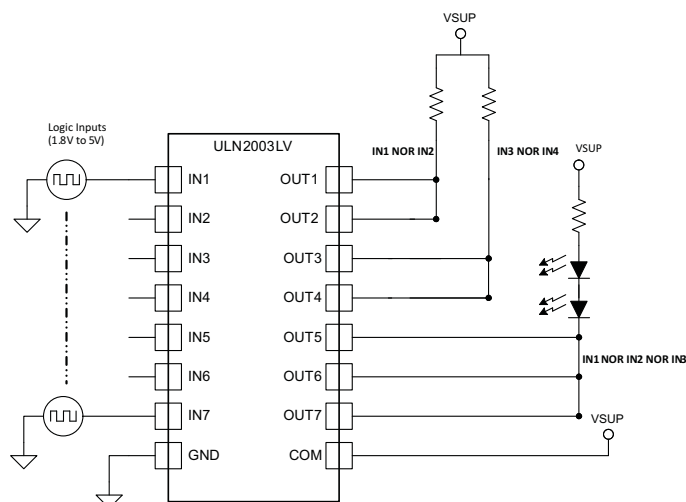 VSUP
Logic Inputs
(1.8V to 5V)
ULN2003LV
IN1 NOR IN2
IN3 NOR IN4
VSUP
IN1
OUT1
IN2
OUT2
IN3
OUT3
IN4
OUT4
IN5
OUT5
IN1 NOR IN2 NOR IN3
IN6
OUT6
IN7
OUT7
VSUP
GND
COM